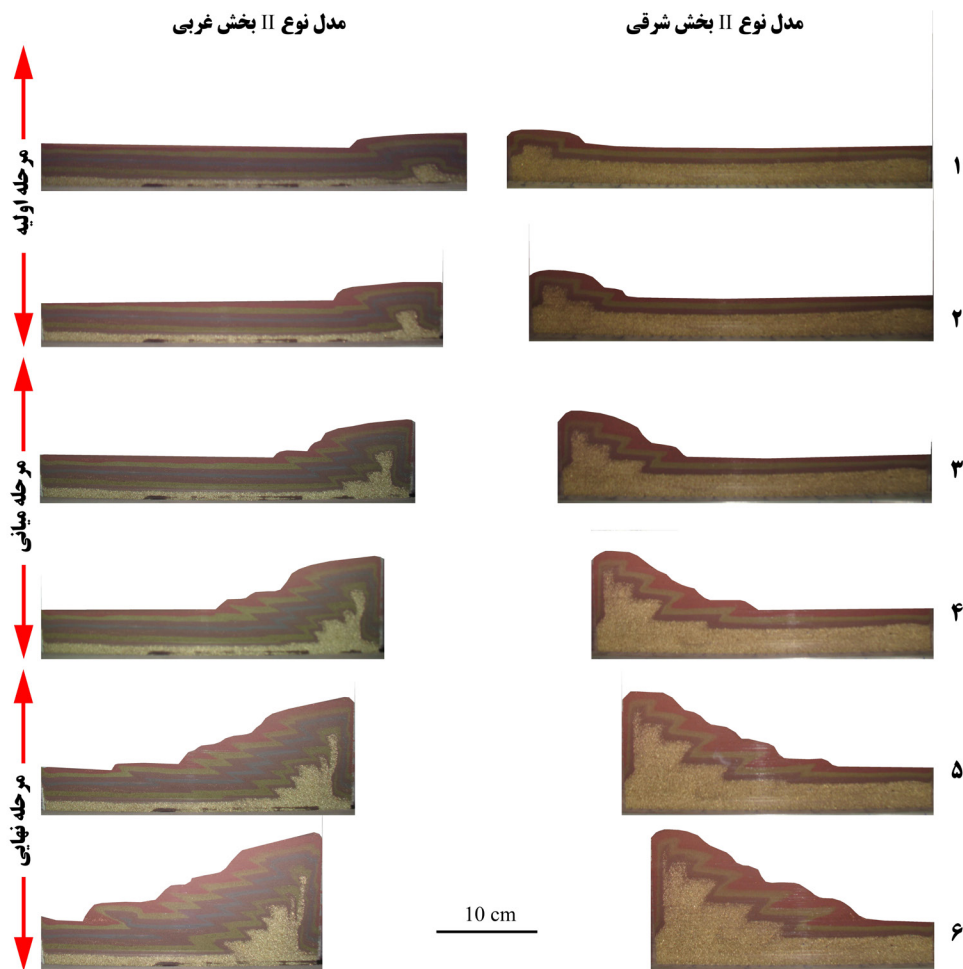 مدل نوع II بخش شرقی
مدل نوع II بخش غربی
مرحله اولیه
۱
۲
مرحله میانی
۳
۴
مرحله نهایی
۵
۶
10 cm